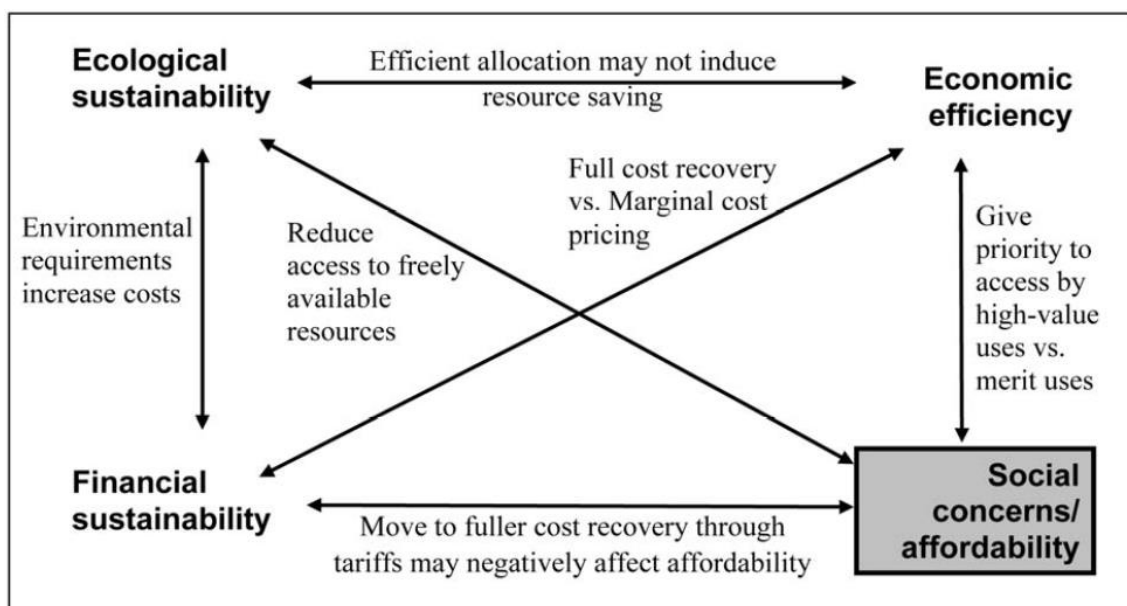 Ecological
sustainability
Efficient allocation may not induce
resource saving
Economic
efficiency
Environmental
requirements
increase costs
Reduce
access to freely
available
resources
Full cost recovery
vs. Marginal cost
pricing
Give
priority to
access by
high-value
uses vs.
merit uses
Financial
sustainability
Move to fuller cost recovery through
tariffs may negatively affect affordability
Social
concerns/
affordability